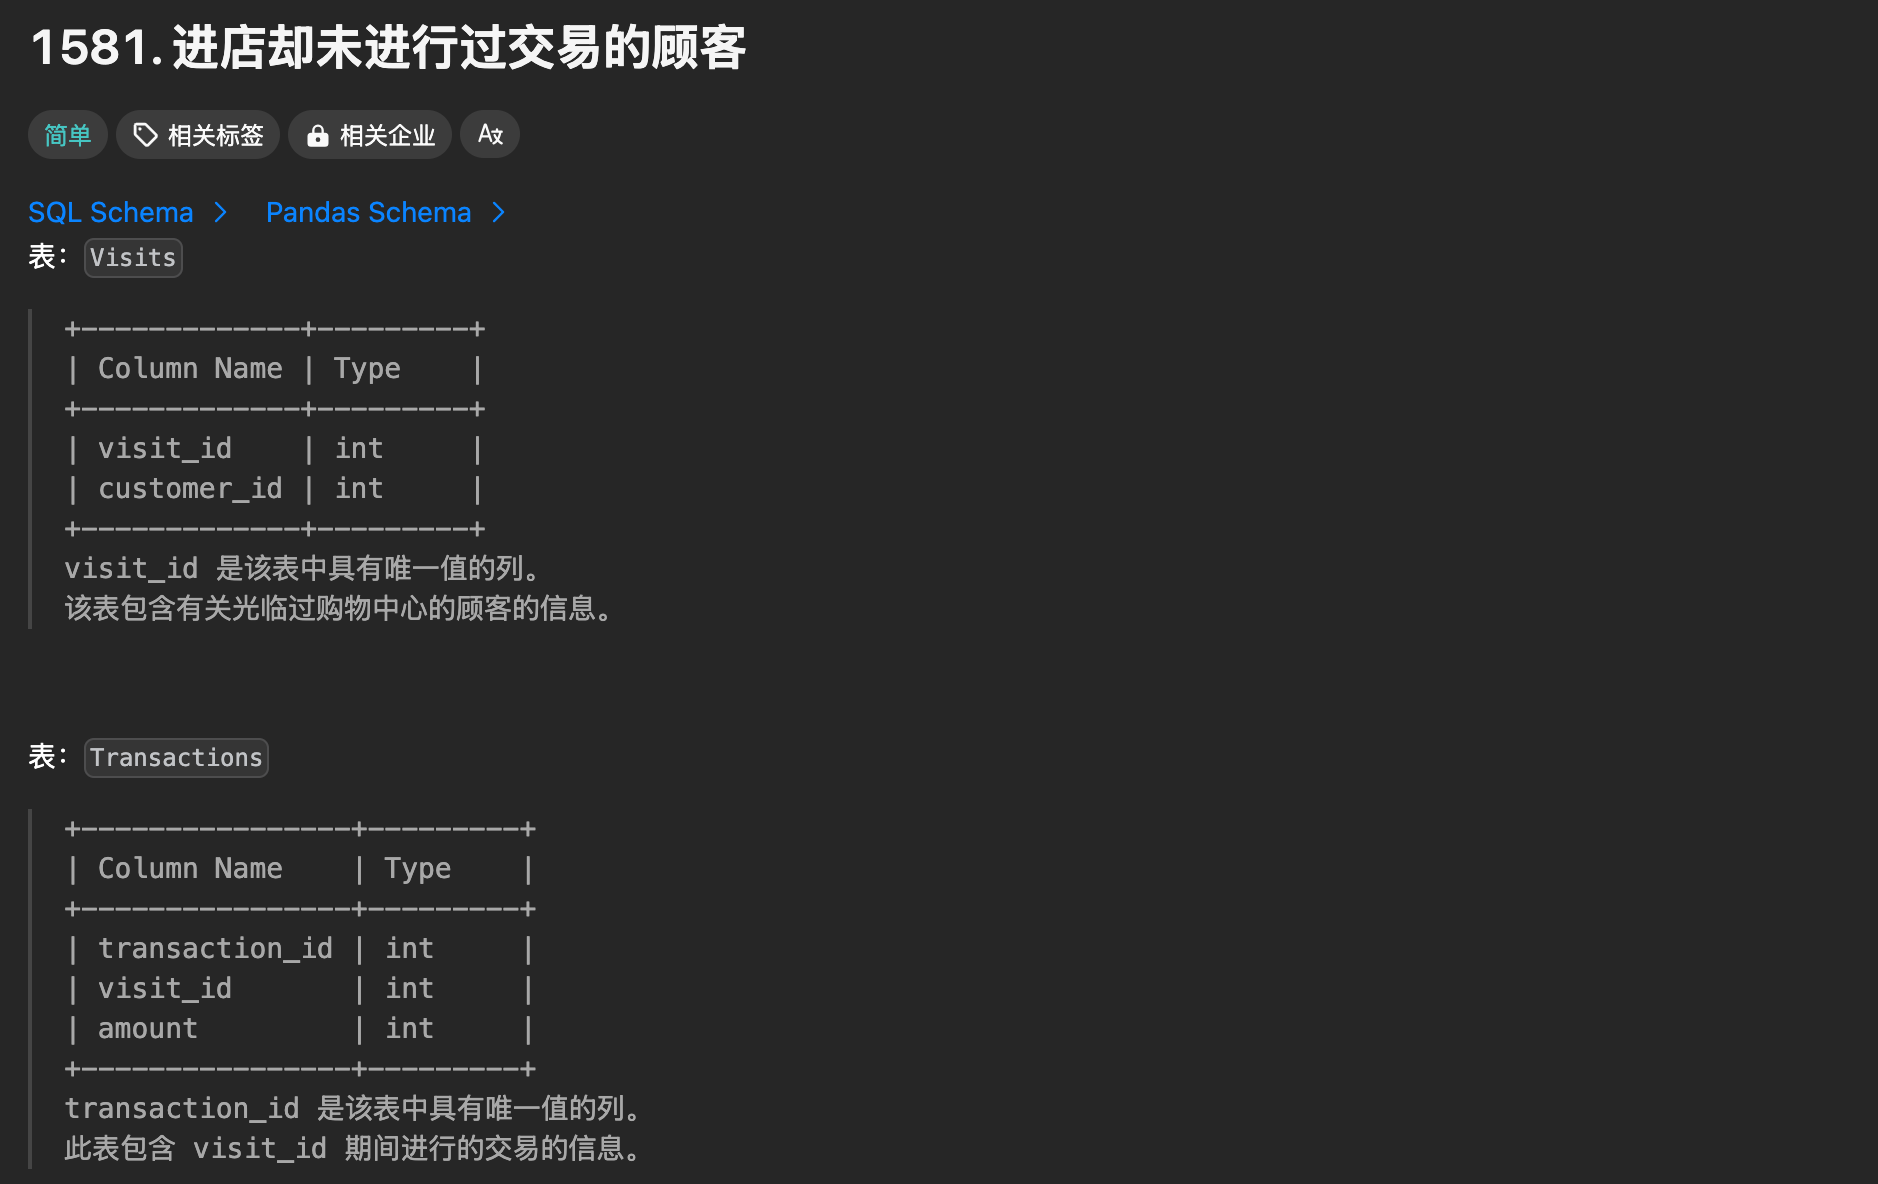 1581. 进店却未进行过交易的顾客
简单 相关标签 相关企业
SQL Schema > Pandas Schema >
表： Visits
+-------------+---------+
| Column Name | Type    |
+-------------+---------+
| visit_id    | int     |
| customer_id | int     |
+-------------+---------+
visit_id 是该表中具有唯一值的列。
该表包含有关光临过购物中心的顾客的信息。
表： Transactions
+----------------+---------+
| Column Name    | Type    |
+----------------+---------+
| transaction_id | int     |
| visit_id       | int     |
| amount         | int     |
+----------------+---------+
transaction_id 是该表中具有唯一值的列。
此表包含 visit_id 期间进行的交易的信息。